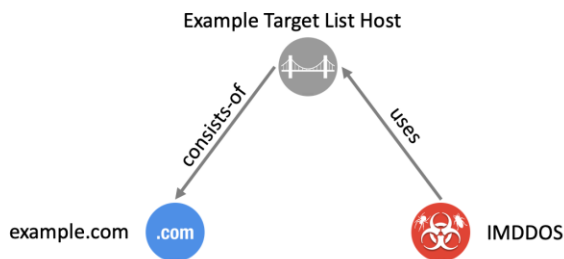 Example Target List Host
consists-of
uses
example.com
.com
IMDDOS